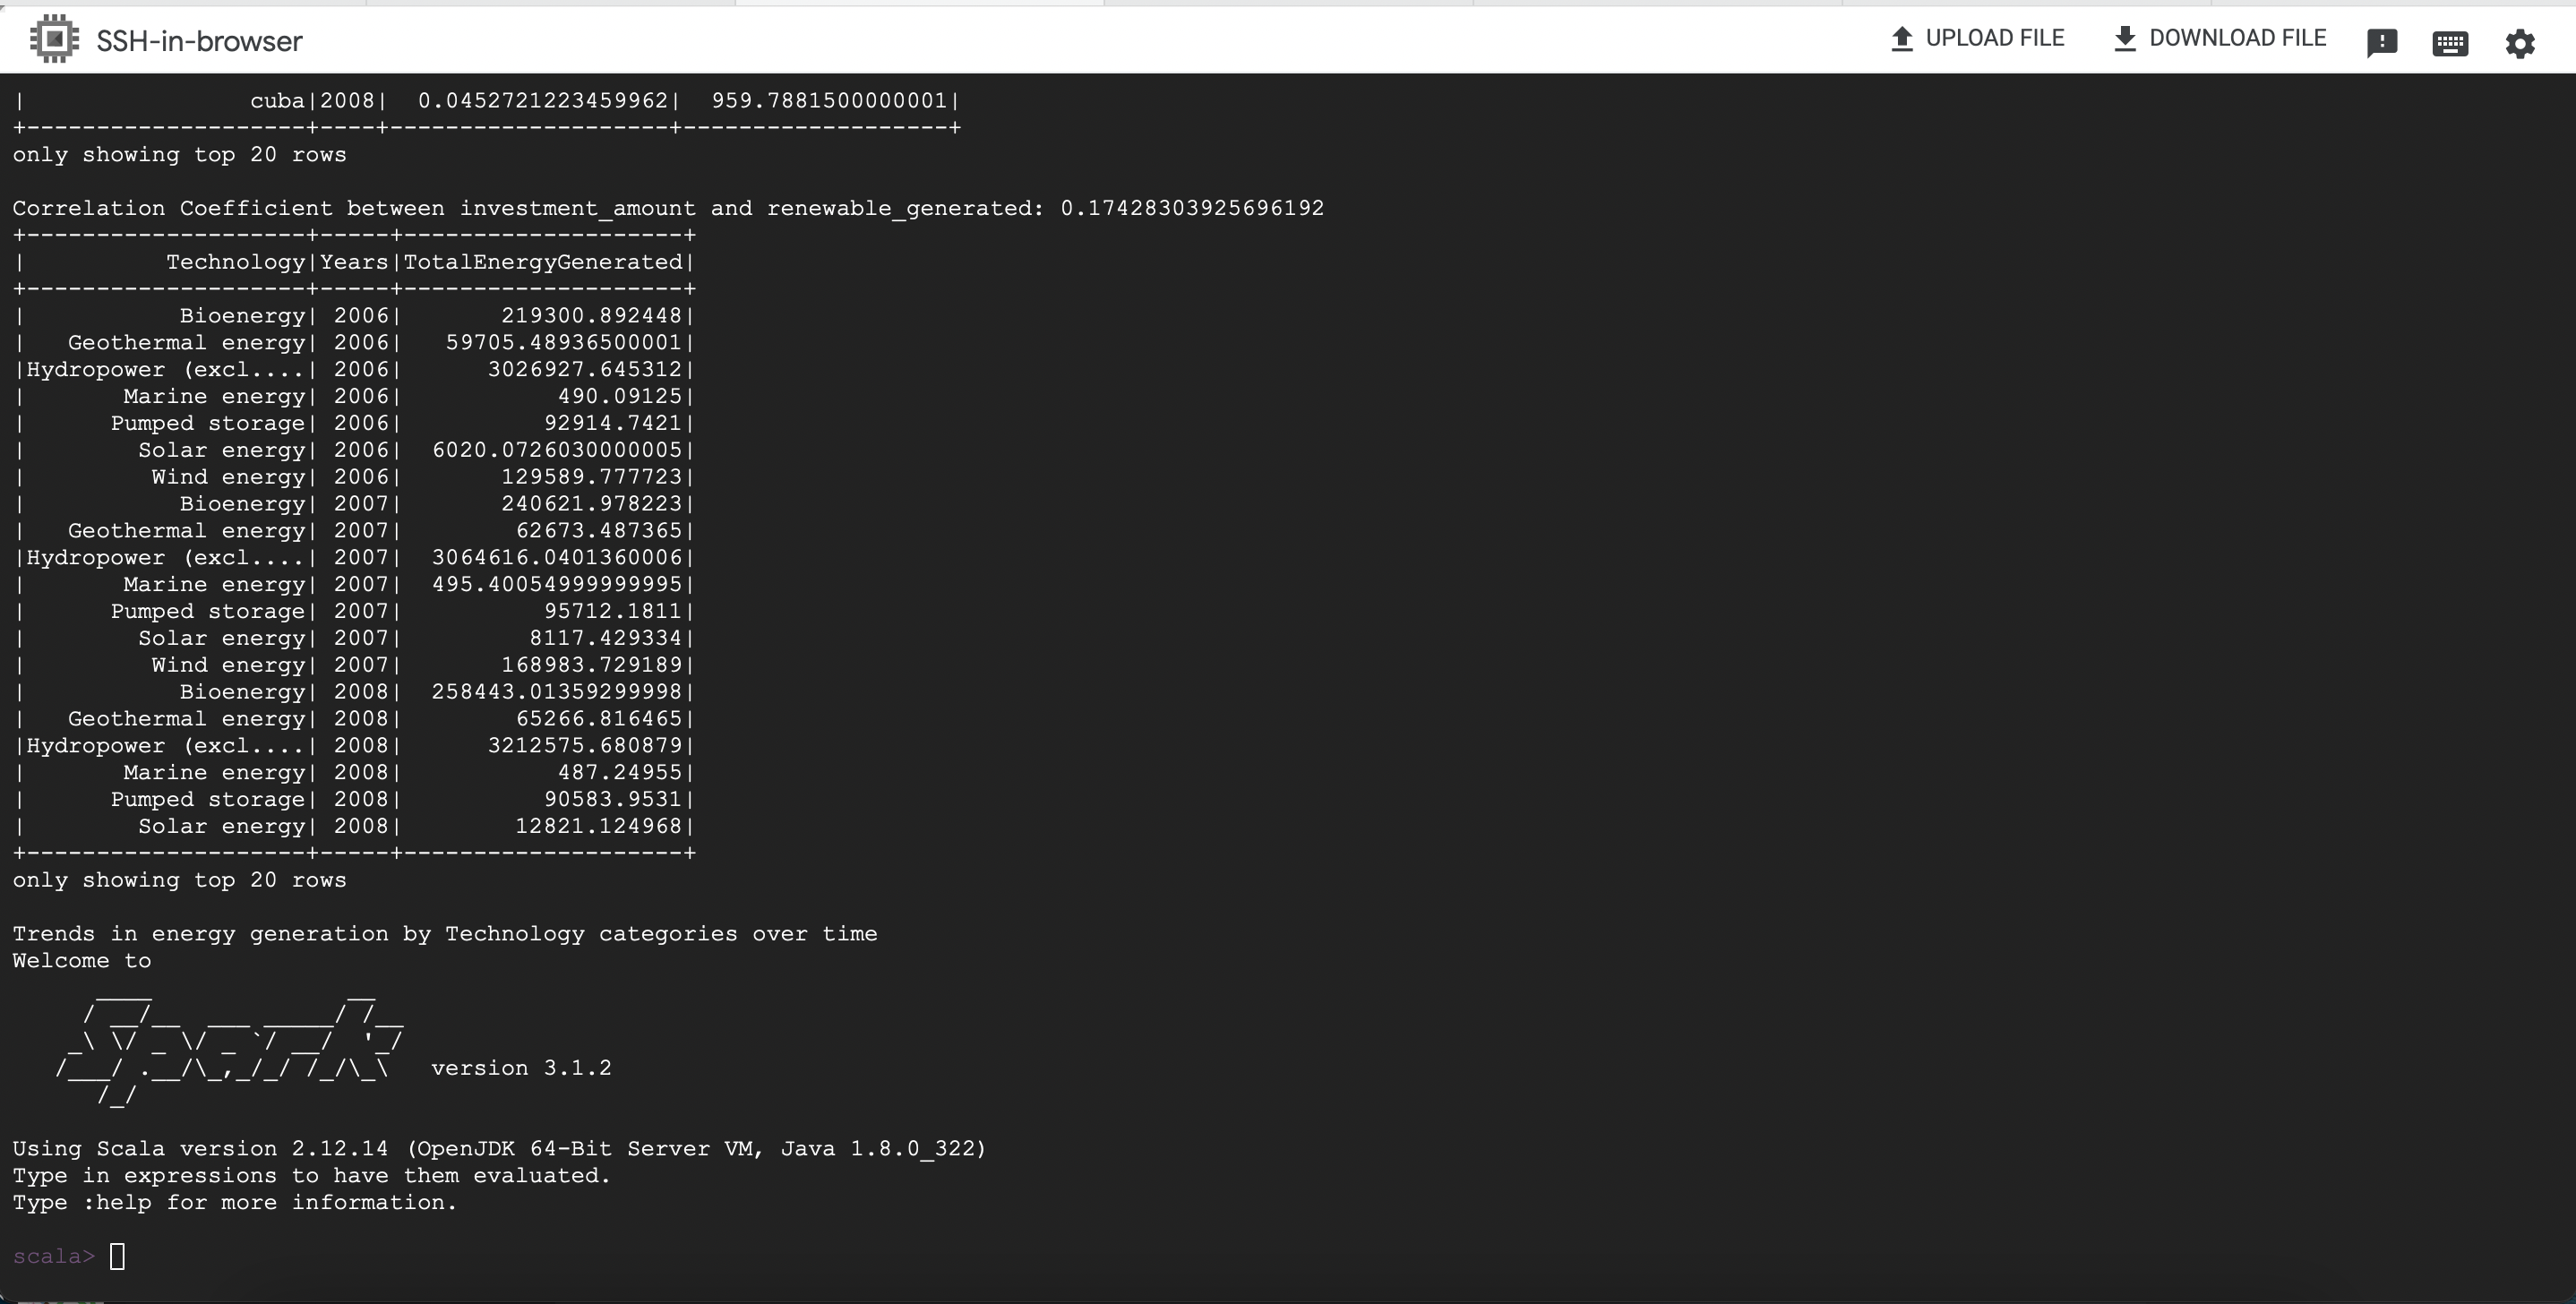 SSH-in-browser UPLOAD FILE DOWNLOAD FILE
|                cuba|2008|  0.0452721223459962|  959.7881500000001|
+--------------------+----+--------------------+-------------------+
only showing top 20 rows
Correlation Coefficient between investment_amount and renewable_generated: 0.17428303925696192
+--------------------+-----+--------------------+
|          Technology|Years|TotalEnergyGenerated|
+--------------------+-----+--------------------+
|           Bioenergy| 2006|       219300.892448|
|   Geothermal energy| 2006|   59705.48936500001|
|Hydropower (excl....| 2006|      3026927.645312|
|       Marine energy| 2006|           490.09125|
|      Pumped storage| 2006|          92914.7421|
|        Solar energy| 2006|  6020.0726030000005|
|         Wind energy| 2006|       129589.777723|
|           Bioenergy| 2007|       240621.978223|
|   Geothermal energy| 2007|        62673.487365|
|Hydropower (excl....| 2007|  3064616.0401360006|
|       Marine energy| 2007|  495.40054999999995|
|      Pumped storage| 2007|          95712.1811|
|        Solar energy| 2007|         8117.429334|
|         Wind energy| 2007|       168983.729189|
|           Bioenergy| 2008|  258443.01359299998|
|   Geothermal energy| 2008|        65266.816465|
|Hydropower (excl....| 2008|      3212575.680879|
|       Marine energy| 2008|           487.24955|
|      Pumped storage| 2008|          90583.9531|
|        Solar energy| 2008|        12821.124968|
+--------------------+-----+--------------------+
only showing top 20 rows
Trends in energy generation by Technology categories over time
Welcome to
Spark version 3.1.2
Using Scala version 2.12.14 (OpenJDK 64-Bit Server VM, Java 1.8.0_322)
Type in expressions to have them evaluated.
Type :help for more information.
scala>